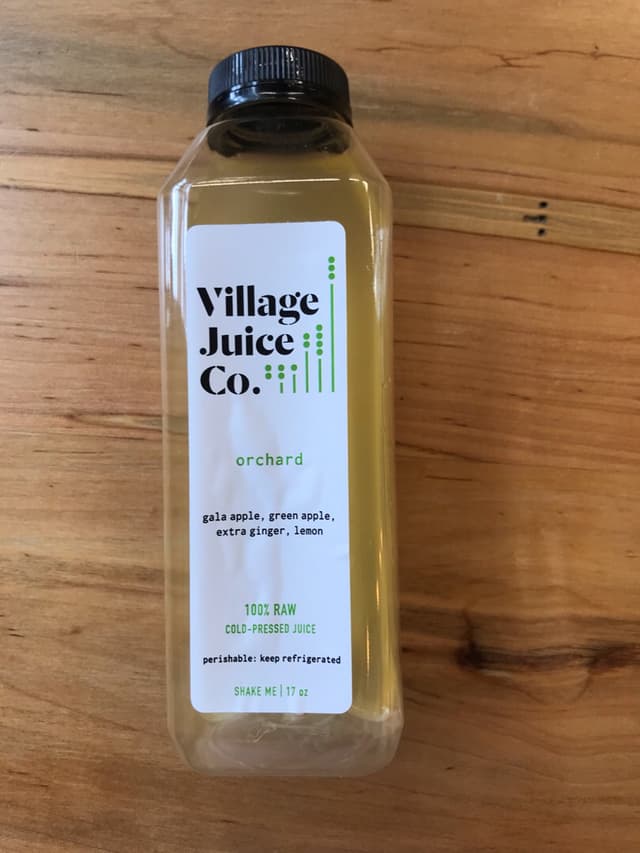 Village
Juice
Co.
orchard
gala apple, green apple,
extra ginger, lemon
100% RAW
COLD-PRESSED JUICE
perishable: keep refrigerated
SHAKE ME | 17 oz